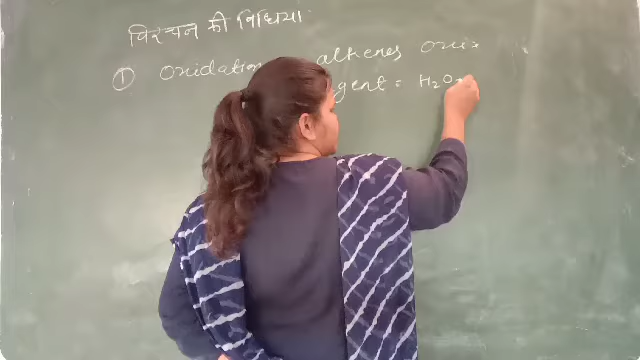 विरचन की विधियाँ
① Oxidation alkenes
gent = H2O